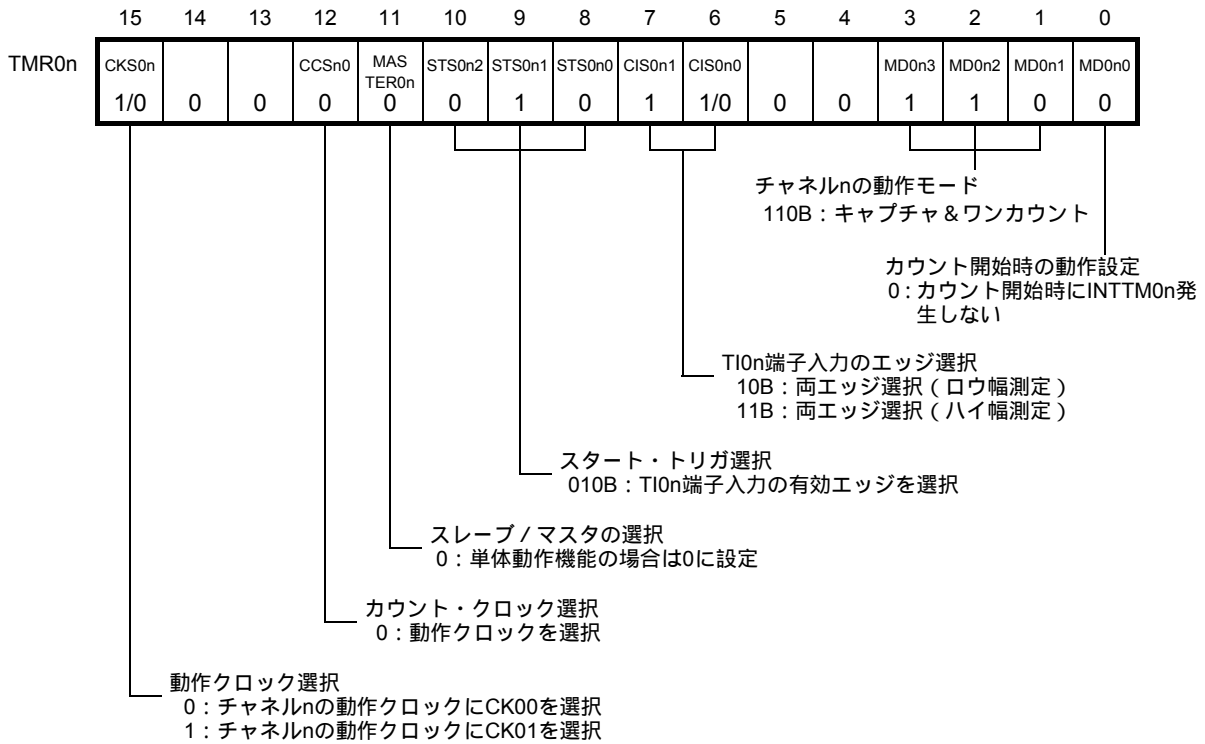 15 14 13 12 11 10 9 8 7 6 5 4 3 2 1 0
TMR0n CKS0n CCSn0 MAS TER0n STS0n2 STS0n1 STS0n0 CIS0n1 CIS0n0 MD0n3 MD0n2 MD0n1 MD0n0
1/0 0 0 0 0 0 1 0 1 1/0 0 0 1 1 0 0
チャネルnの動作モード
110B：キャプチャ＆ワンカウント
カウント開始時の動作設定
0：カウント開始時にINTTM0n発
生しない
TI0n端子入力のエッジ選択
10B：両エッジ選択（ロウ幅測定）
11B：両エッジ選択（ハイ幅測定）
スタート・トリガ選択
010B：TI0n端子入力の有効エッジを選択
スレーブ／マスタの選択
0：単体動作機能の場合は0に設定
カウント・クロック選択
0：動作クロックを選択
動作クロック選択
0：チャネルnの動作クロックにCK00を選択
1：チャネルnの動作クロックにCK01を選択